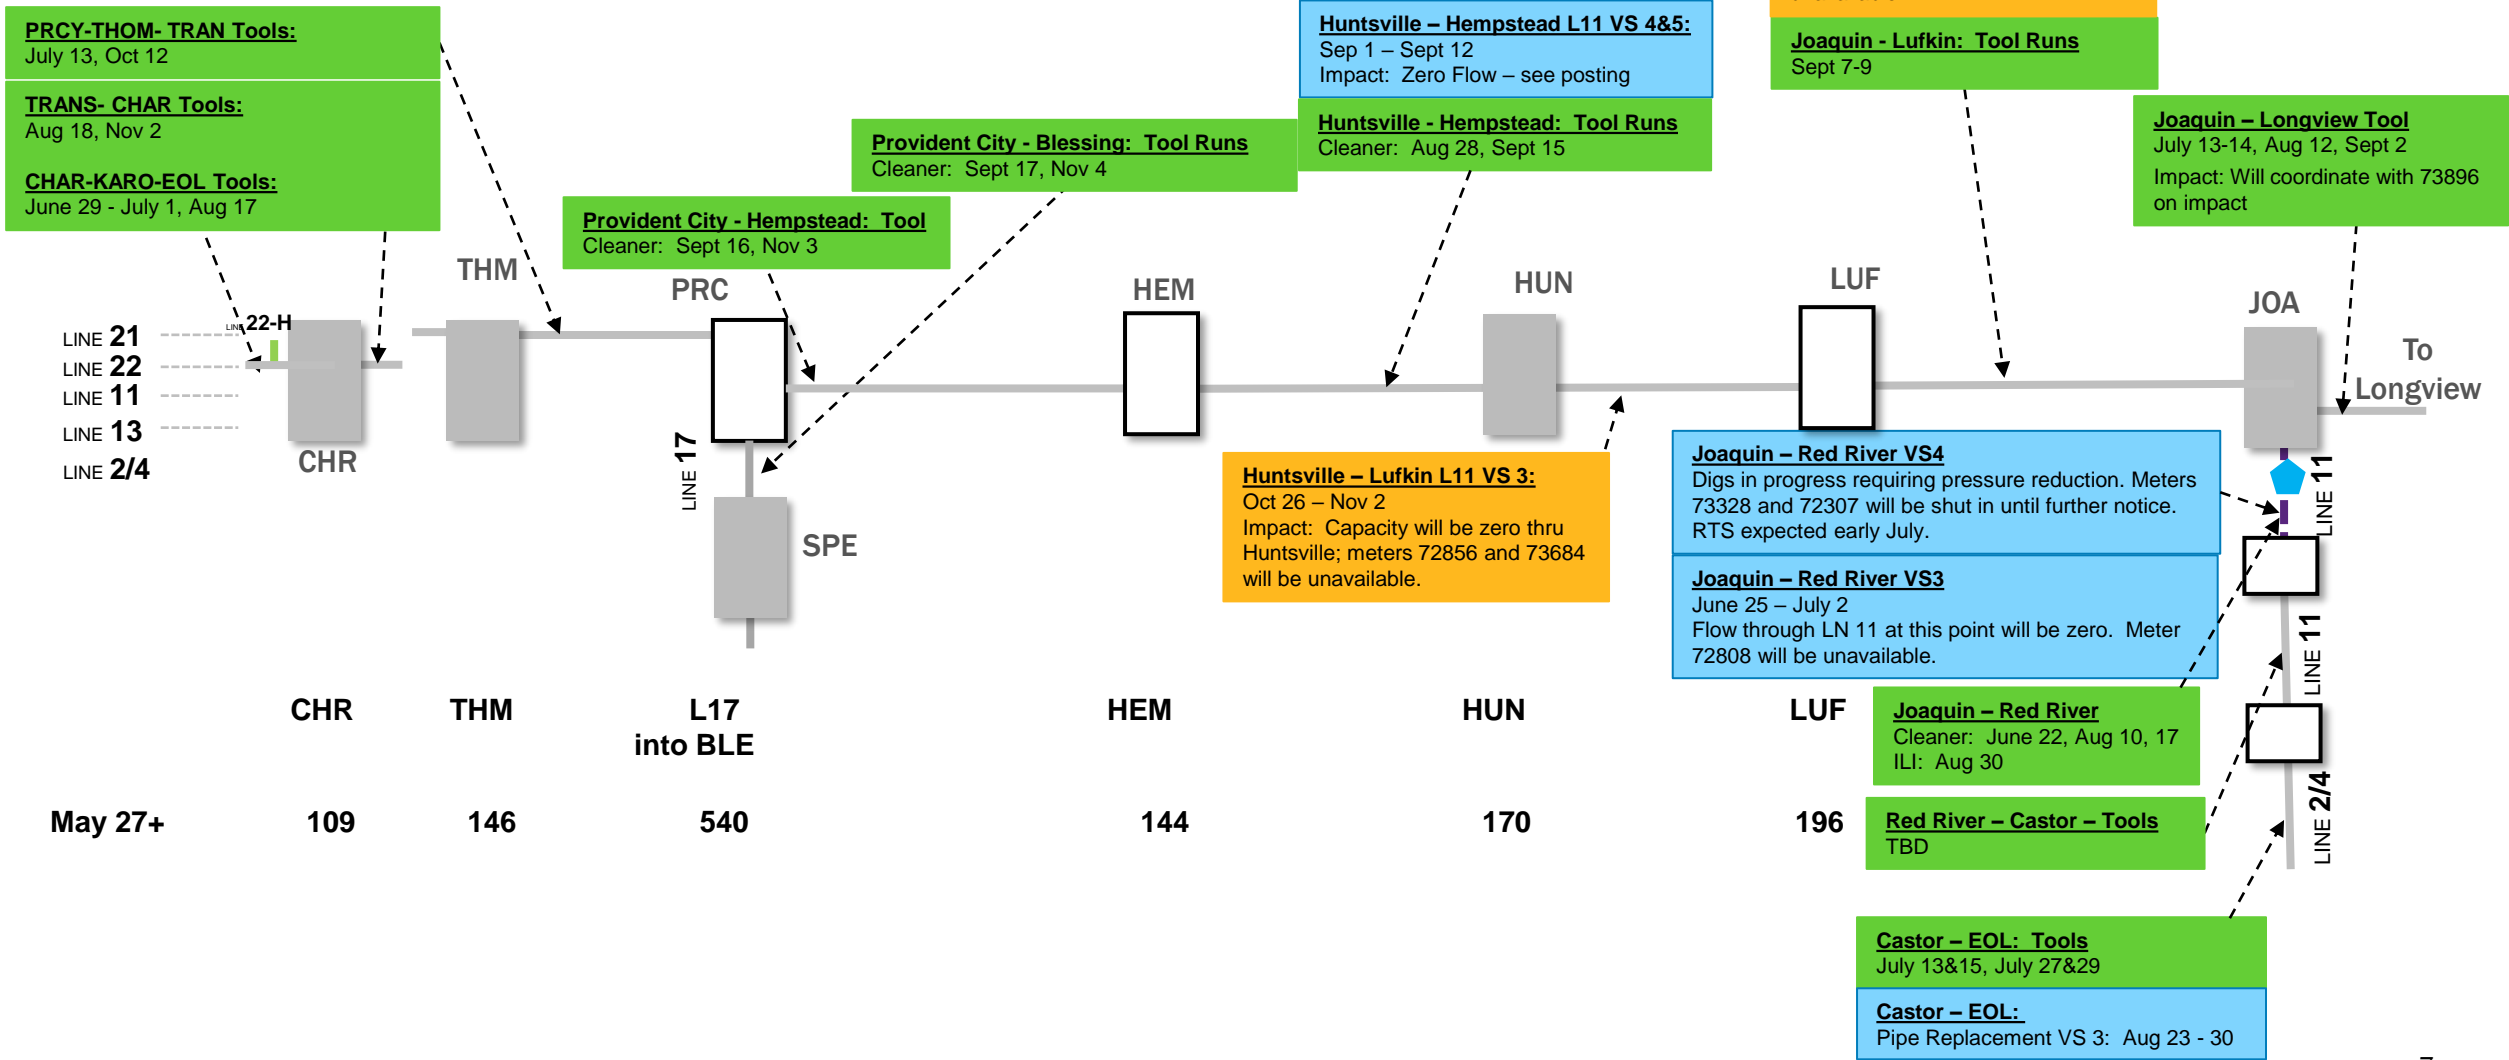 PRCY-THOM- TRAN Tools:
July 13, Oct 12
TRANS- CHAR Tools:
Aug 18, Nov 2
CHAR-KARO-EOL Tools:
June 29 - July 1, Aug 17
Provident City - Hempstead: Tool
Cleaner: Sept 16, Nov 3
Provident City - Blessing: Tool Runs
Cleaner: Sept 17, Nov 4
Huntsville – Hempstead L11 VS 4&5:
Sep 1 – Sept 12
Impact: Zero Flow – see posting
Huntsville - Hempstead: Tool Runs
Cleaner: Aug 28, Sept 15
Joaquin - Lufkin: Tool Runs
Sept 7-9
Joaquin – Longview Tool
July 13-14, Aug 12, Sept 2
Impact: Will coordinate with 73896
on impact
THM
PRC
HEM
HUN
LUF
JOA
To
Longview
LINE 21
LINE 22
LINE 11
LINE 13
LINE 2/4
LINE 22-H
CHR
LINE 17
SPE
Huntsville – Lufkin L11 VS 3:
Oct 26 – Nov 2
Impact: Capacity will be zero thru
Huntsville; meters 72856 and 73684
will be unavailable.
Joaquin – Red River VS4
Digs in progress requiring pressure reduction. Meters
73328 and 72307 will be shut in until further notice.
RTS expected early July.
Joaquin – Red River VS3
June 25 – July 2
Flow through LN 11 at this point will be zero. Meter
72808 will be unavailable.
LINE 11
LINE 11
LINE 2/4
Joaquin – Red River
Cleaner: June 22, Aug 10, 17
ILI: Aug 30
Red River – Castor – Tools
TBD
Castor – EOL: Tools
July 13&15, July 27&29
Castor – EOL:
Pipe Replacement VS 3: Aug 23 - 30
CHR THM L17 HEM HUN LUF
into BLE
May 27+ 109 146 540 144 170 196